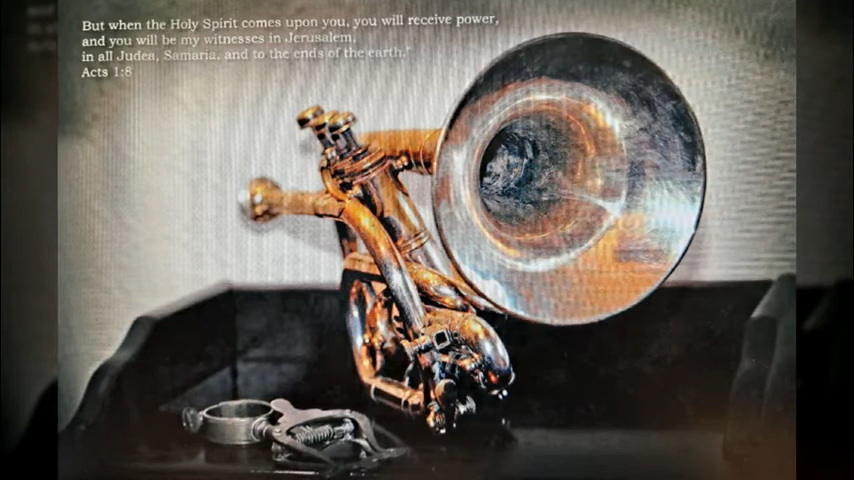 But when the Holy Spirit comes upon you, you will receive power,
and you will be my witnesses in Jerusalem,
in all Judea, Samaria, and to the ends of the earth."
Acts 1:8